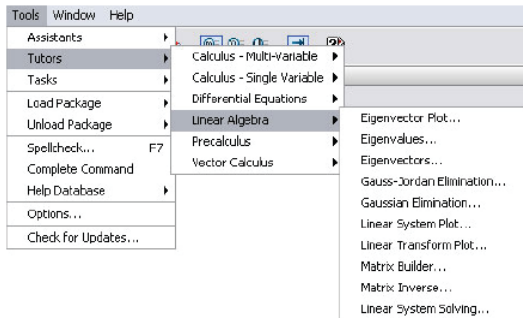 Tools Window Help
Assistants
Tutors
Tasks
Load Package
Unload Package
Spellcheck... F7
Complete Command
Help Database
Options...
Check for Updates...
Calculus - Multi-Variable
Calculus - Single Variable
Differential Equations
Linear Algebra
Precalculus
Vector Calculus
Eigenvector Plot...
Eigenvalues...
Eigenvectors...
Gauss-Jordan Elimination...
Gaussian Elimination...
Linear System Plot...
Linear Transform Plot...
Matrix Builder...
Matrix Inverse...
Linear System Solving...